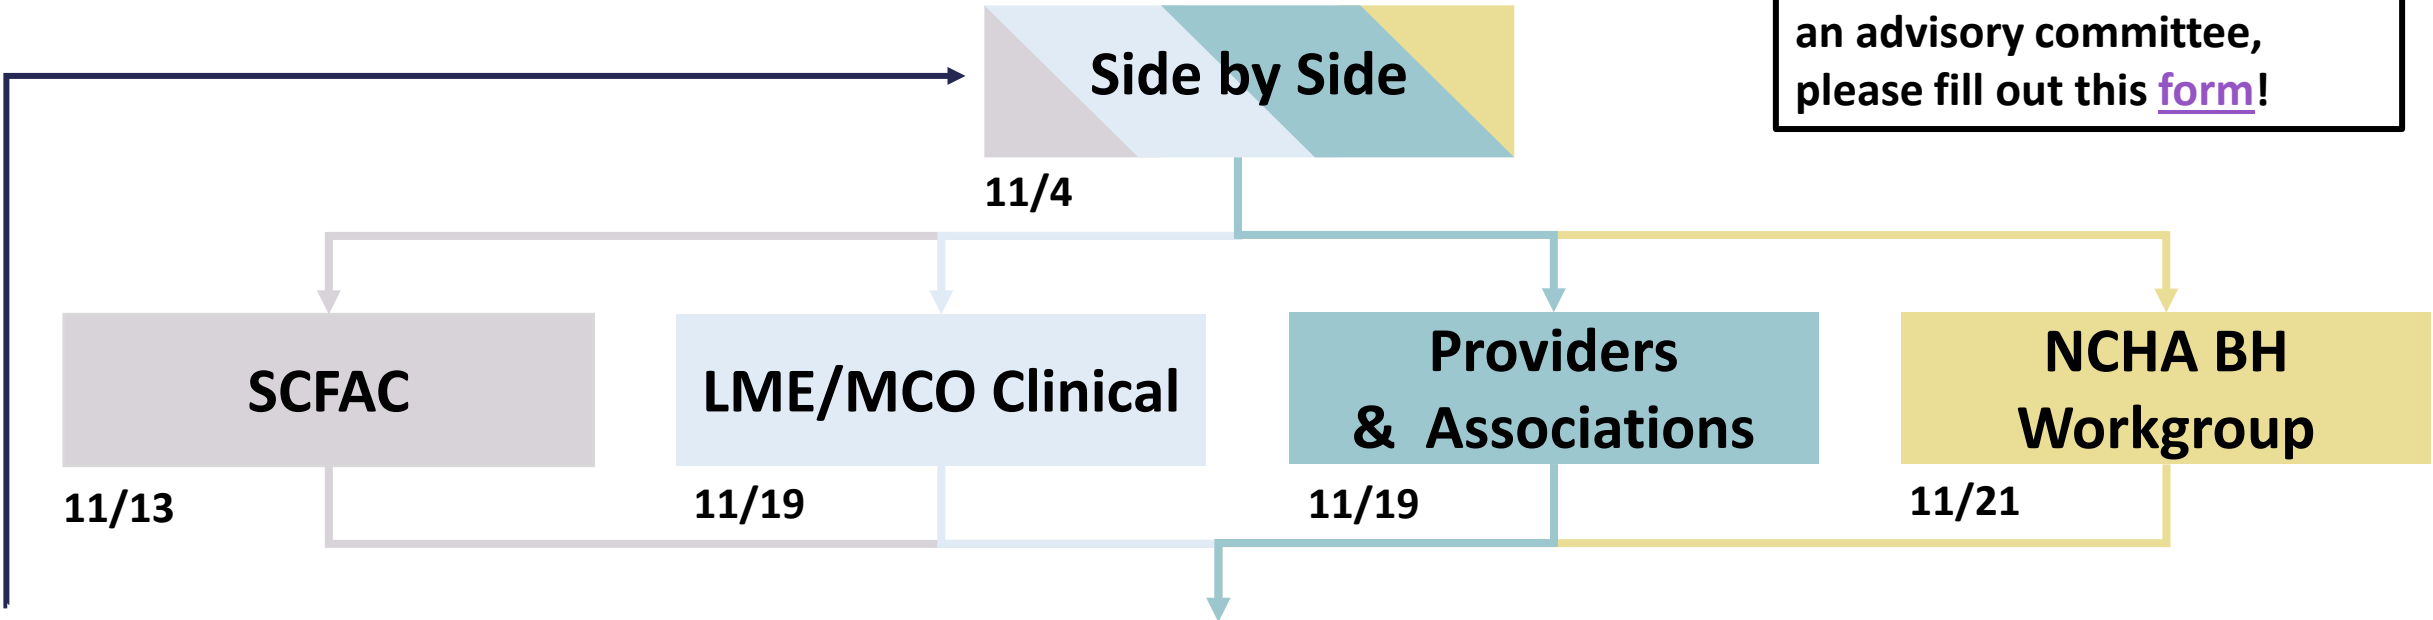 an advisory committee,
please fill out this form!
Side by Side
11/4
SCFAC
LME/MCO Clinical
Providers
& Associations
NCHA BH
Workgroup
11/13
11/19
11/19
11/21